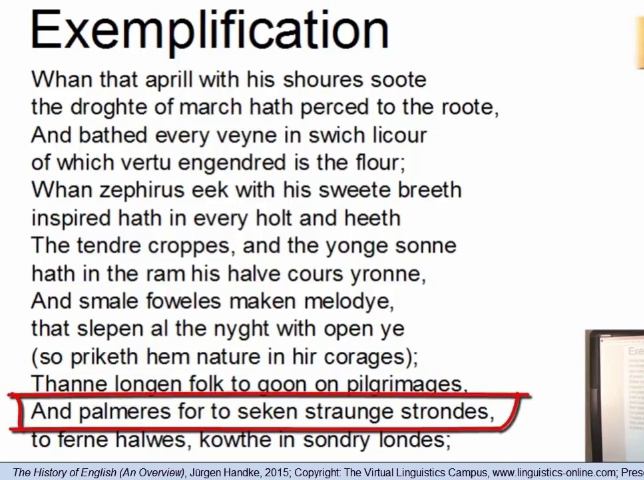 Exemplification
Whan that aprill with his shoures soote
the droghte of march hath perced to the roote,
And bathed every veyne in swich licour
of which vertu engendred is the flour;
Whan zephirus eek with his sweete breeth
inspired hath in every holt and heeth
The tendre croppes, and the yonge sonne
hath in the ram his halve cours yronne,
And smale foweles maken melodye,
that slepen al the nyght with open ye
(so priketh hem nature in hir corages);
Thanne longen folk to goon on pilgrimages,
And palmeres for to seken straunge strondes,
to ferne halwes, kowthe in sondry londes;
The History of English (An Overview), Jürgen Handke, 2015; Copyright: The Virtual Linguistics Campus, www.linguistics-online.com; Pres